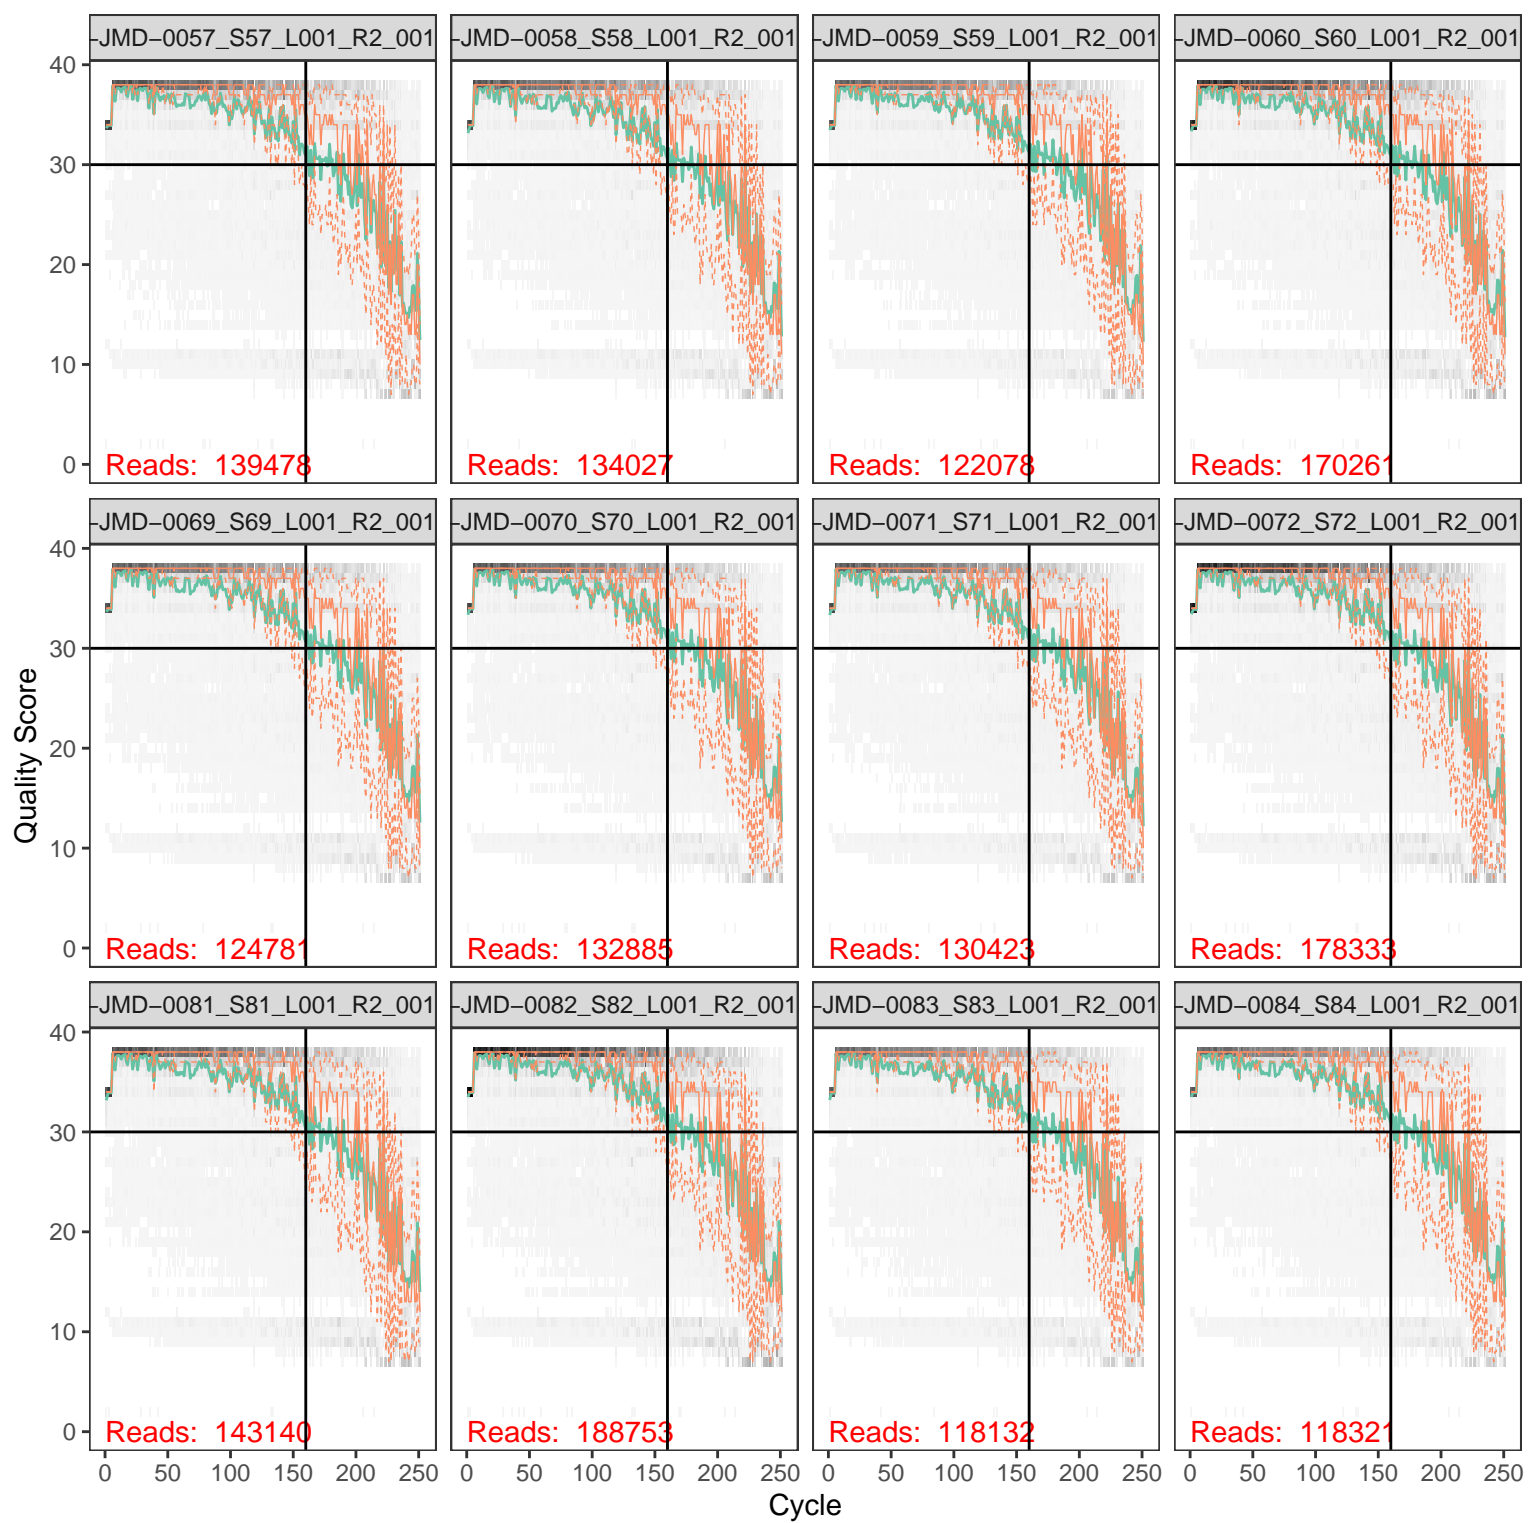 -JMD-0057_S57_L001_R2_001
-JMD-0058_S58_L001_R2_001
-JMD-0059_S59_L001_R2_001
-JMD-0060_S60_L001_R2_001
40
30
20
10
0
Reads: 139478
Reads: 134027
Reads: 122078
Reads: 170261
-JMD-0069_S69_L001_R2_001
-JMD-0070_S70_L001_R2_001
-JMD-0071_S71_L001_R2_001
-JMD-0072_S72_L001_R2_001
40
30
20
10
0
Reads: 124781
Reads: 132885
Reads: 130423
Reads: 178333
Quality Score
-JMD-0081_S81_L001_R2_001
-JMD-0082_S82_L001_R2_001
-JMD-0083_S83_L001_R2_001
-JMD-0084_S84_L001_R2_001
40
30
20
10
0
Reads: 143140
Reads: 188753
Reads: 118132
Reads: 118321
0 50 100 150 200 250
0 50 100 150 200 250
0 50 100 150 200 250
0 50 100 150 200 250
Cycle